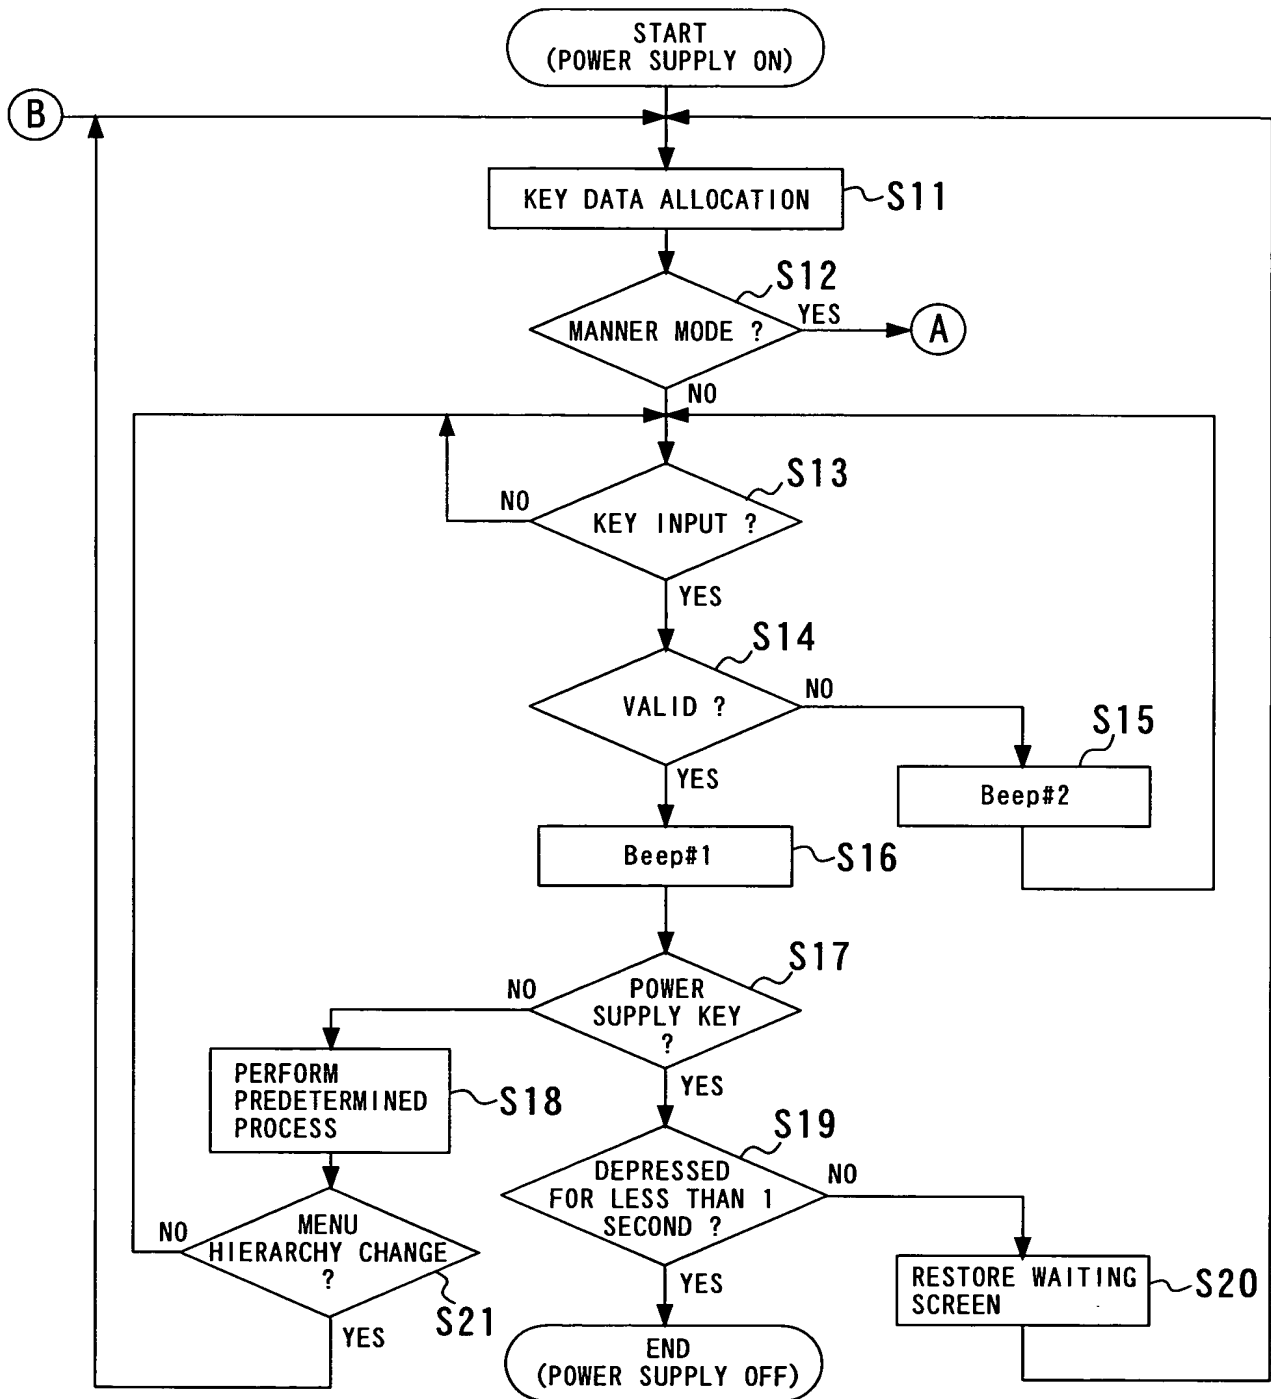 START
(POWER SUPPLY ON)
B
KEY DATA ALLOCATION
S11
S12
MANNER MODE ?
YES
A
NO
S13
NO
KEY INPUT ?
YES
S14
VALID ?
NO
S15
YES
Beep#2
Beep#1
S16
S17
NO
POWER
SUPPLY KEY
?
YES
PERFORM
PREDETERMINED
PROCESS
S18
S19
DEPRESSED
FOR LESS THAN 1
SECOND ?
NO
NO
MENU
HIERARCHY CHANGE
?
S21
YES
YES
RESTORE WAITING
SCREEN
S20
END
(POWER SUPPLY OFF)